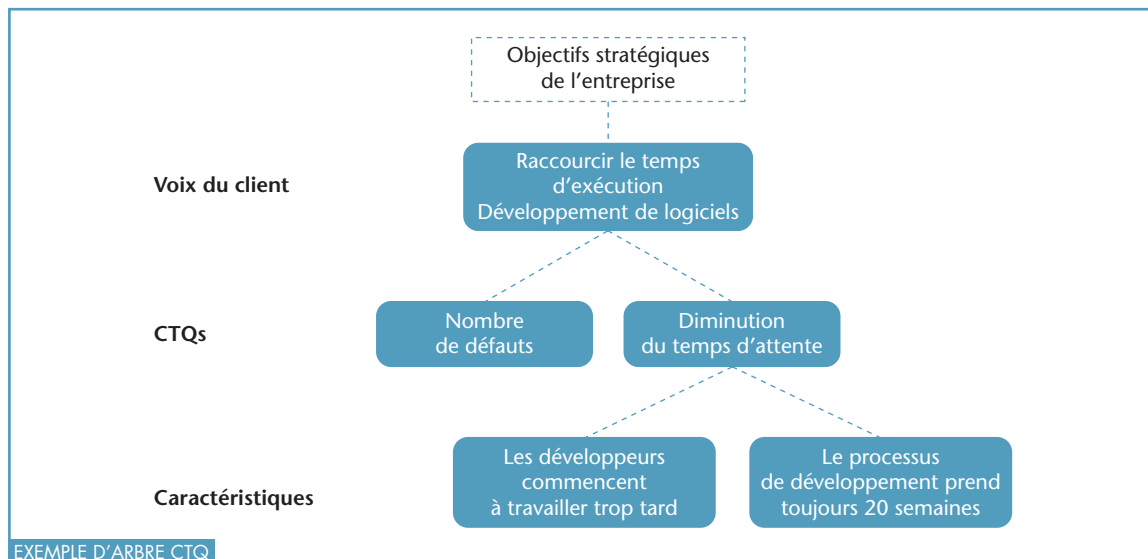 Objectifs stratégiques
de l'entreprise
Voix du client
Raccourcir le temps
d'exécution
Développement de logiciels
CTQs
Nombre
de défauts
Diminution
du temps d'attente
Caractéristiques
Les développeurs
commencent
à travailler trop tard
Le processus
de développement prend
toujours 20 semaines
EXEMPLE D'ARBRE CTQ